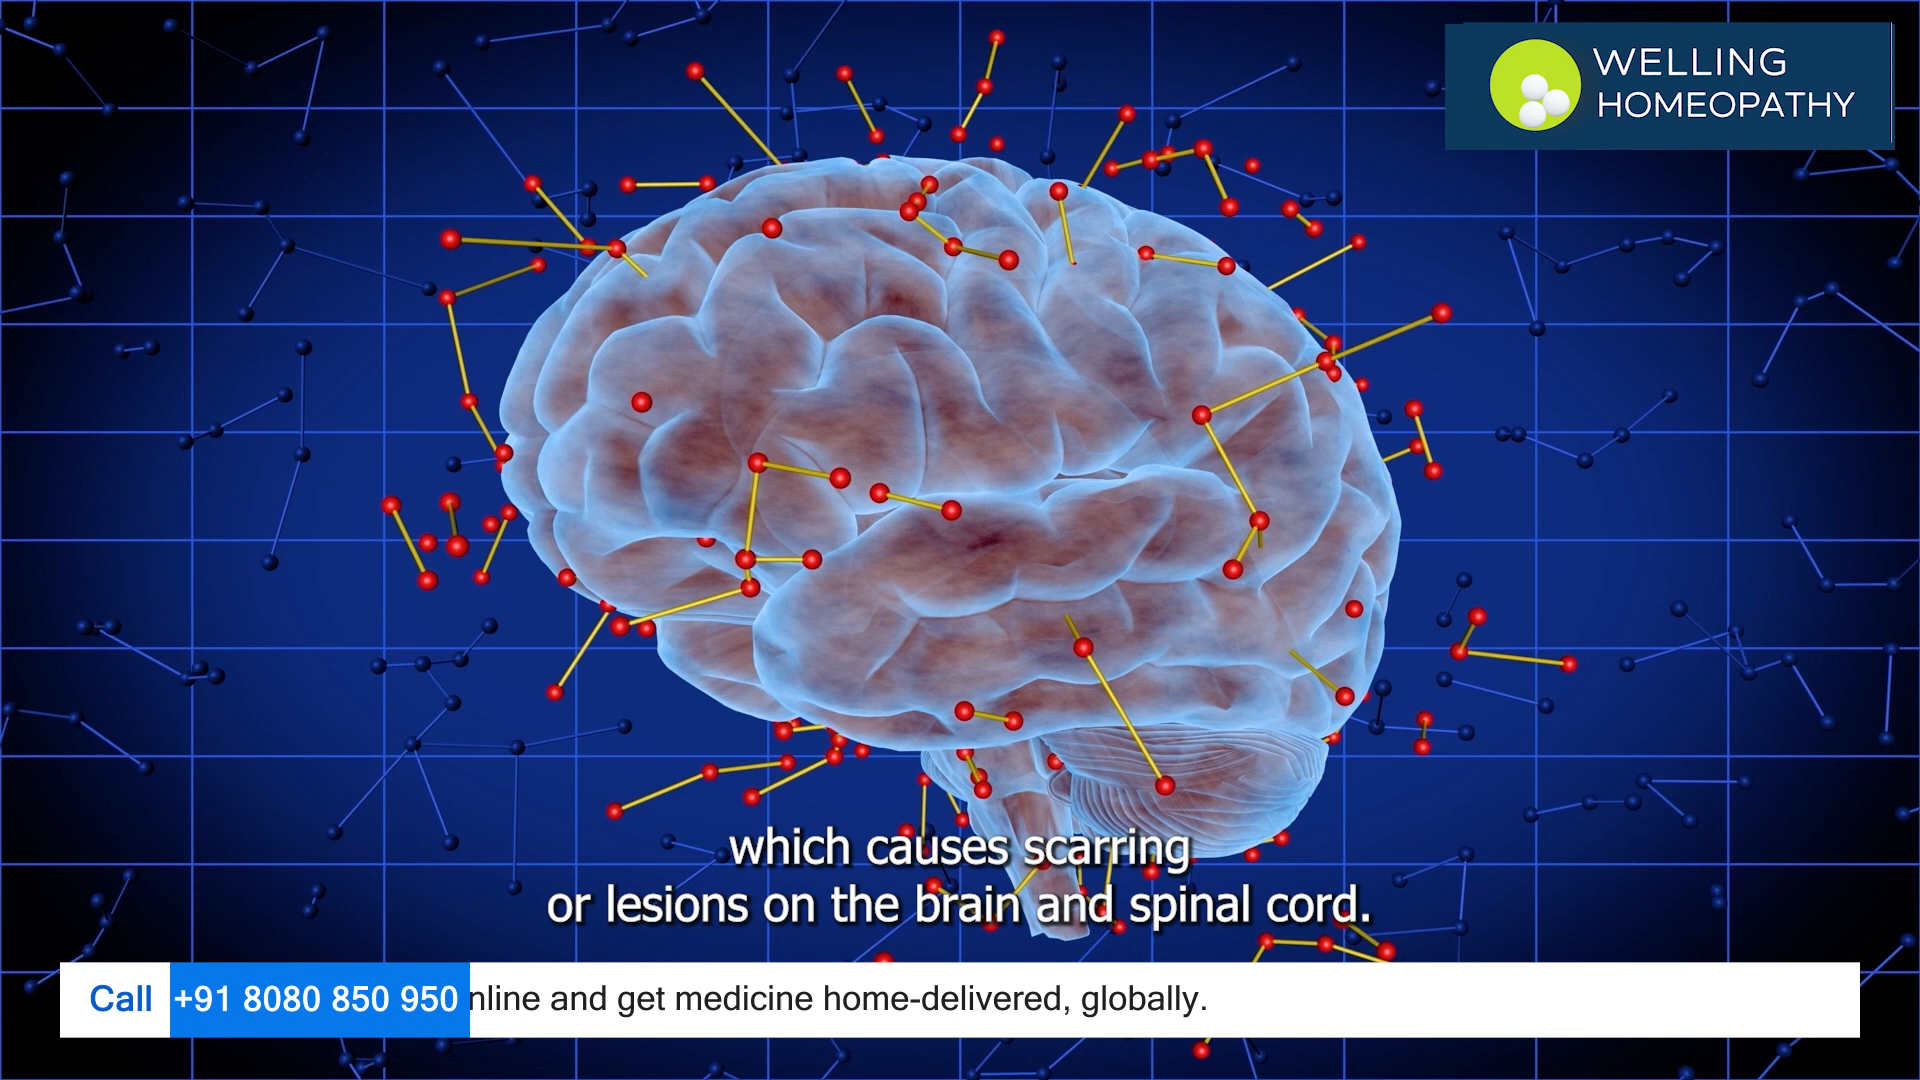 WELLING
HOMEOPATHY
which causes scarring
or lesions on the brain and spinal cord.
Call +91 8080 850 950 nline and get medicine home-delivered, globally.